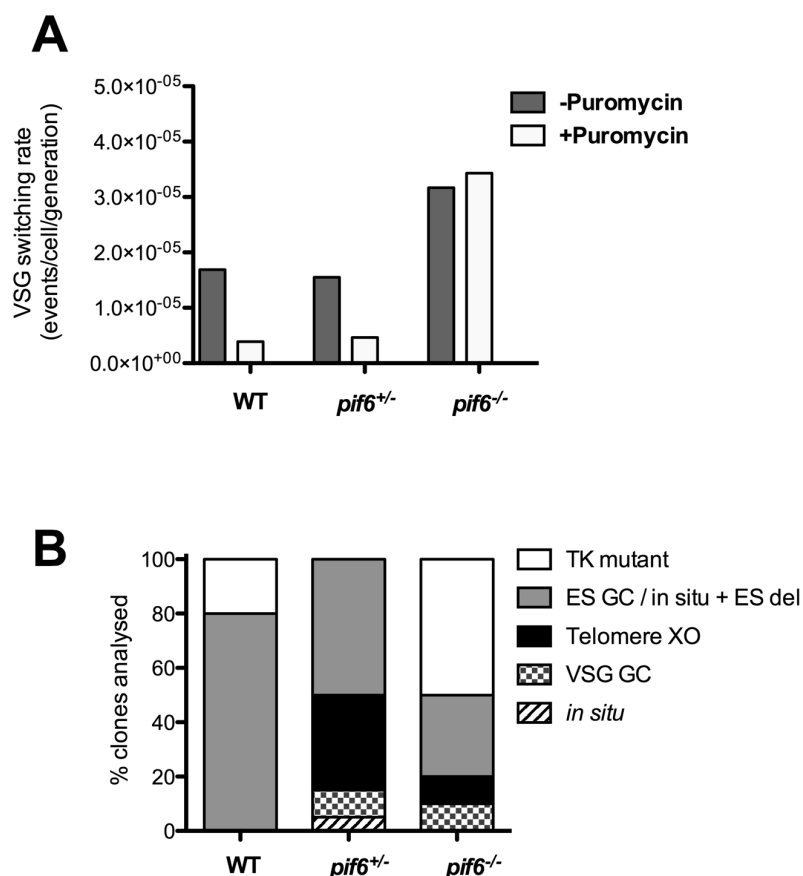 A
VSG switching rate
(events/cell/generation)
5.0×10-05
4.0×10-05
3.0×10-05
2.0×10-05
1.0×10-05
0.0×10+00
WT
pif6+/-
pif6-/-
-Puromycin
+Puromycin
B
% clones analysed
100
80
60
40
20
0
WT
pif6+/-
pif6-/-
TK mutant
ES GC / in situ + ES del
Telomere XO
VSG GC
in situ